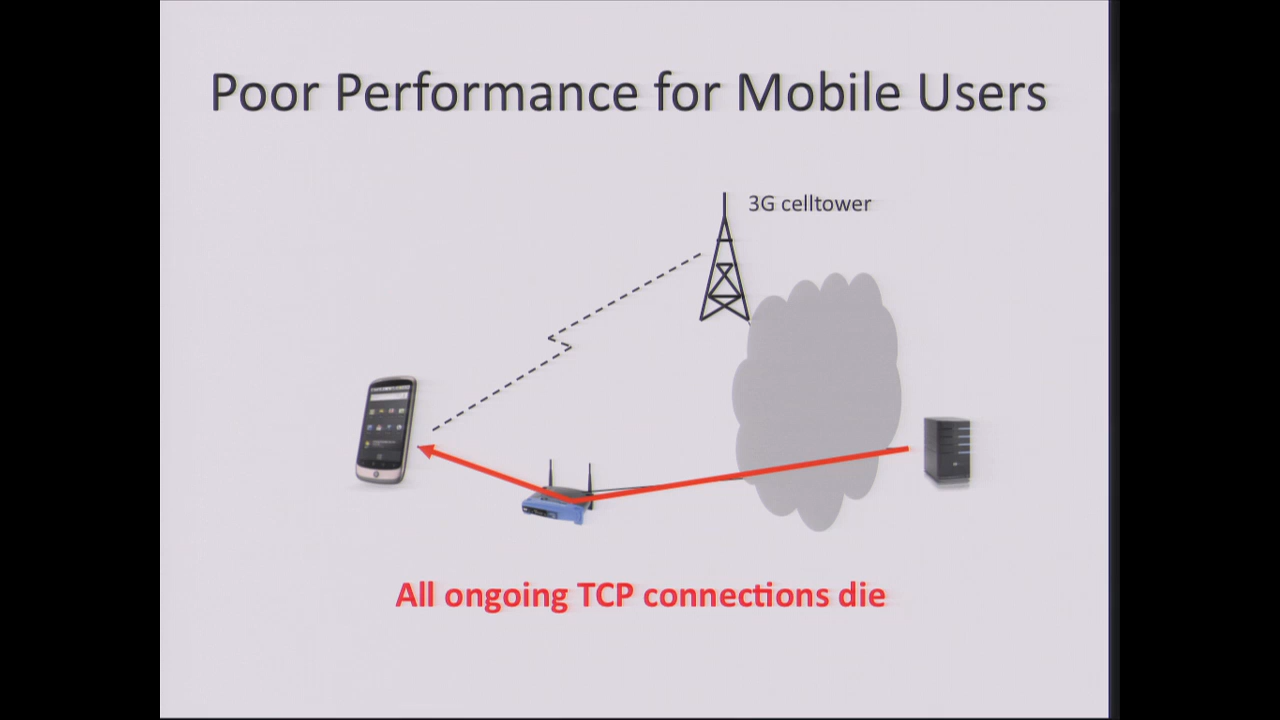 Poor Performance for Mobile Users
3G celltower
All ongoing TCP connections die